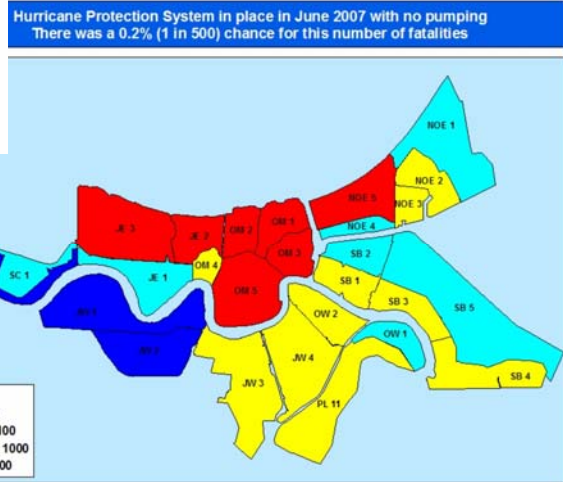 Hurricane Protection System in place in June 2007 with no pumping
There was a 0.2% (1 in 500) chance for this number of fatalities
NOE 1
NOE 2
NOE 5
NOE 3
NOE 4
JE 3
JE 2
OM 2
OM 1
OM 3
OM 4
SB 2
SC 1
JE 1
OM 5
SB 1
SB 3
SB 5
OW 2
OW 1
JW 2
JW 4
JW 3
SB 4
PL 11
1000